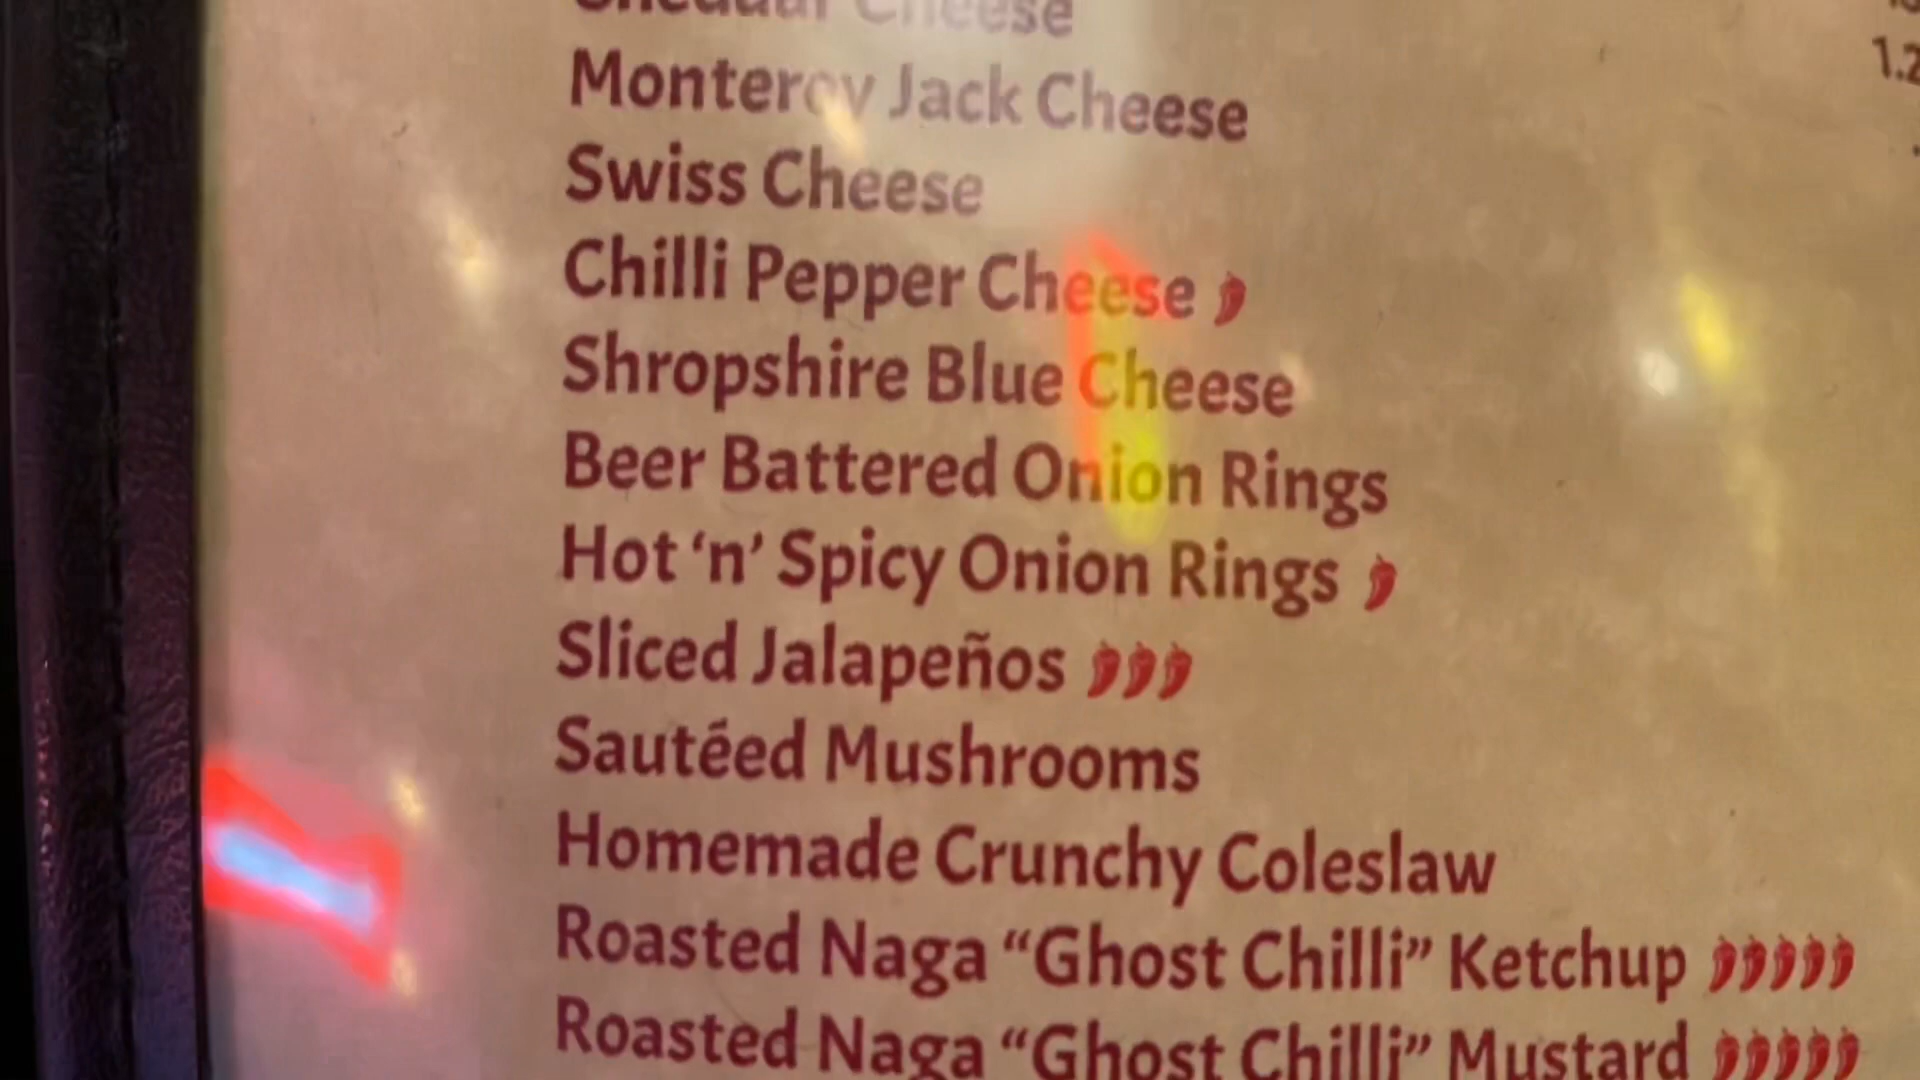 Cheddar Cheese
Monterey Jack Cheese
Swiss Cheese
Chilli Pepper Cheese
Shropshire Blue Cheese
Beer Battered Onion Rings
Hot ‘n’ Spicy Onion Rings
Sliced Jalapeños
Sautéed Mushrooms
Homemade Crunchy Coleslaw
Roasted Naga “Ghost Chilli” Ketchup
Roasted Naga “Ghost Chilli” Mustard